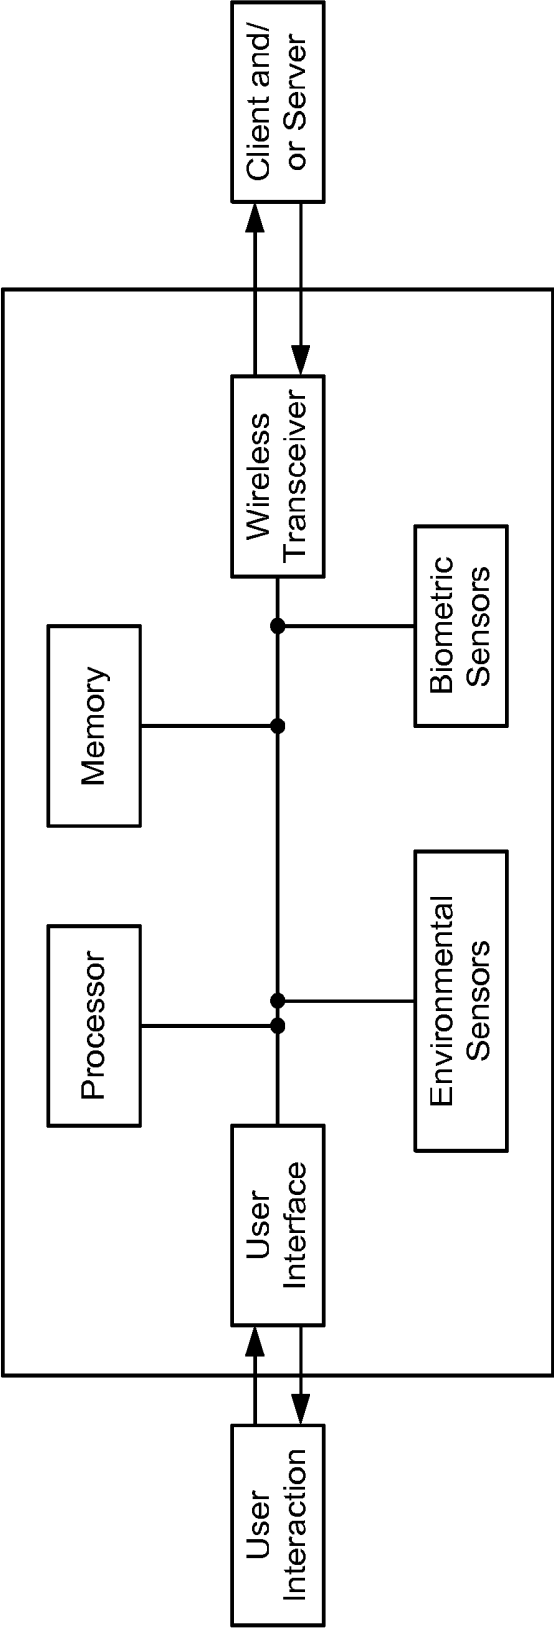 User
Interaction
User
Interface
Processor
Memory
Environmental
Sensors
Biometric
Sensors
Wireless
Transceiver
Client and/
or Server